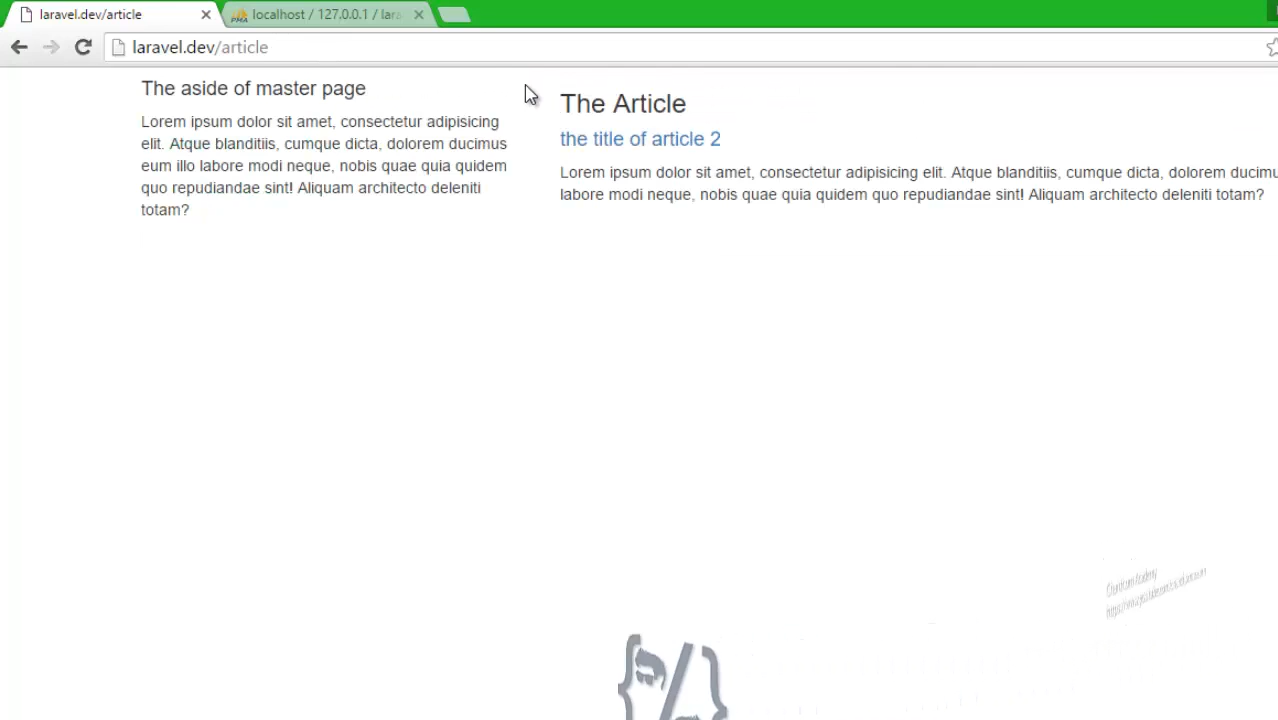 laravel.dev/article
localhost / 127.0.0.1 / lara
laravel.dev/article
The aside of master page
Lorem ipsum dolor sit amet, consectetur adipisicing
elit. Atque blanditiis, cumque dicta, dolorem ducimus
eum illo labore modi neque, nobis quae quia quidem
quo repudiandae sint! Aliquam architecto deleniti
totam?
The Article
the title of article 2
Lorem ipsum dolor sit amet, consectetur adipisicing elit. Atque blanditiis, cumque dicta, dolorem ducimu
labore modi neque, nobis quae quia quidem quo repudiandae sint! Aliquam architecto deleniti totam?